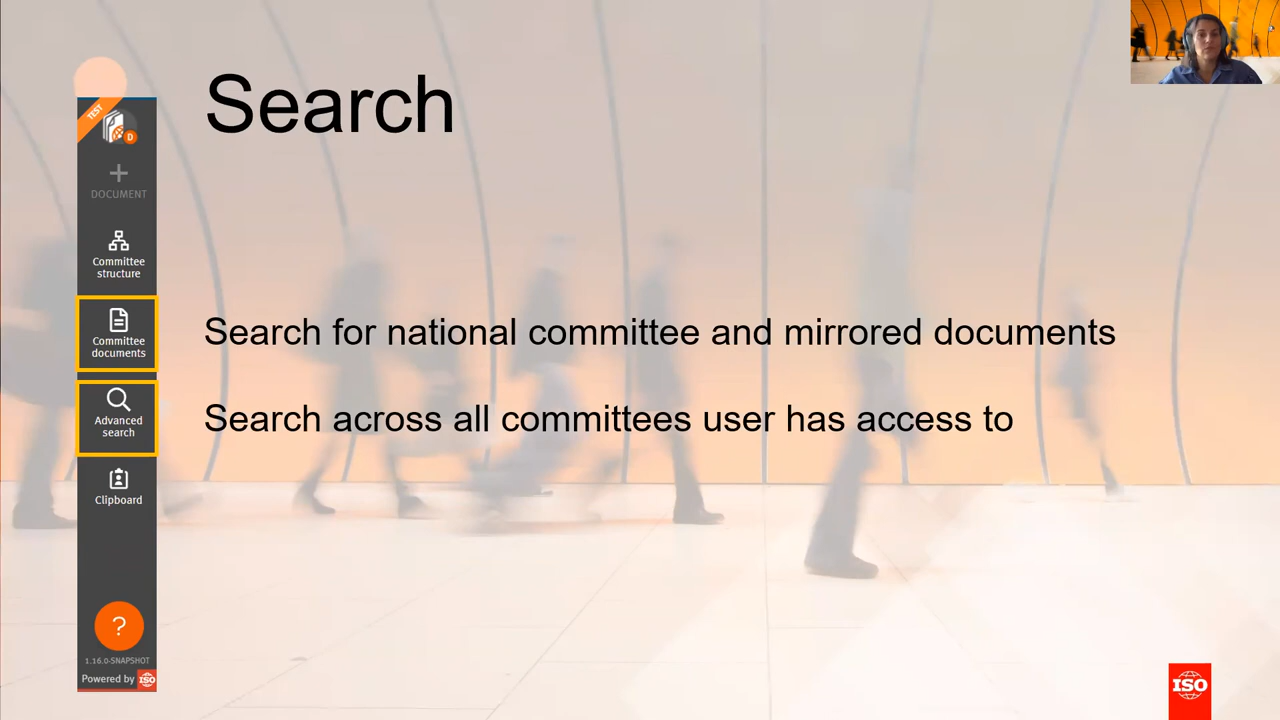 Search
TEST
D
DOCUMENT
Committee
structure
Committee
documents
Search for national committee and mirrored documents
Advanced
search
Search across all committees user has access to
Clipboard
?
1.16.0-SNAPSHOT
Powered by ISO
ISO